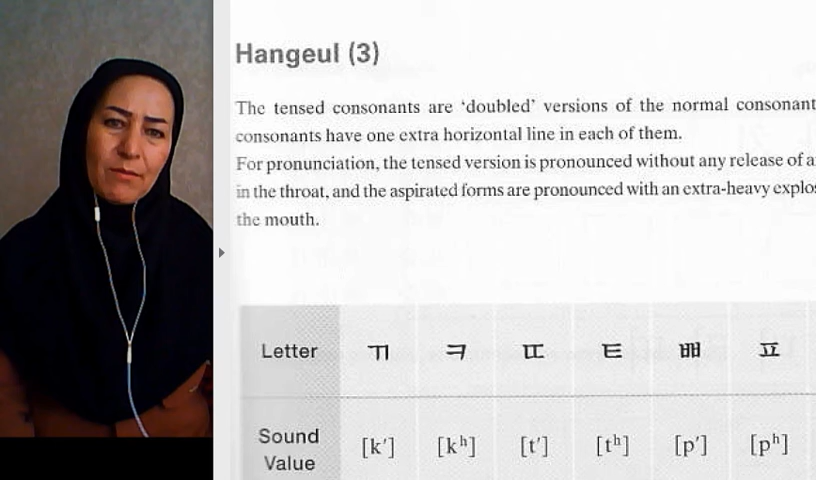 Hangeul (3)
The tensed consonants are ‘doubled’ versions of the normal consonant
consonants have one extra horizontal line in each of them.
For pronunciation, the tensed version is pronounced without any release of
in the throat, and the aspirated forms are pronounced with an extra-heavy
the mouth.
Letter ㄲ ㅋ ㄸ ㅌ ㅃ ㅍ
Sound Value [k′] [kʰ] [t′] [tʰ] [p′] [pʰ]